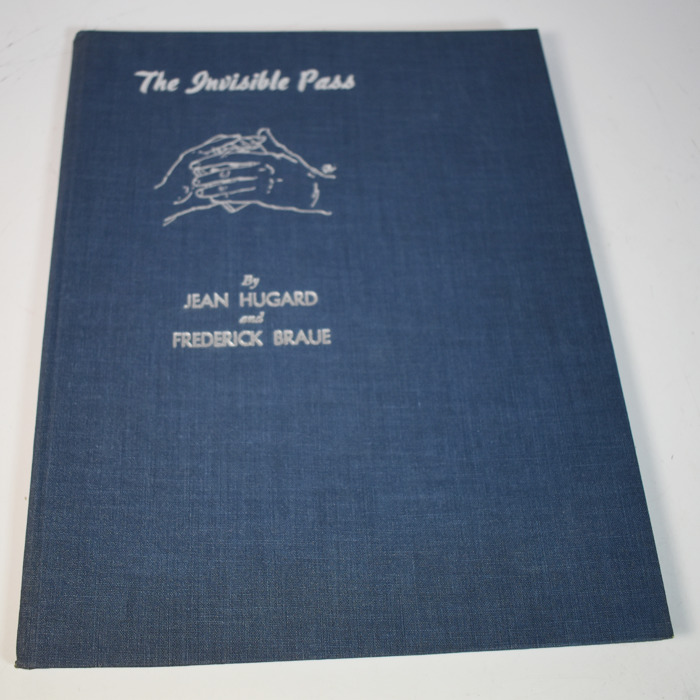 The Invisible Pass
By
JEAN HUGARD
and
FREDERICK BRAUE